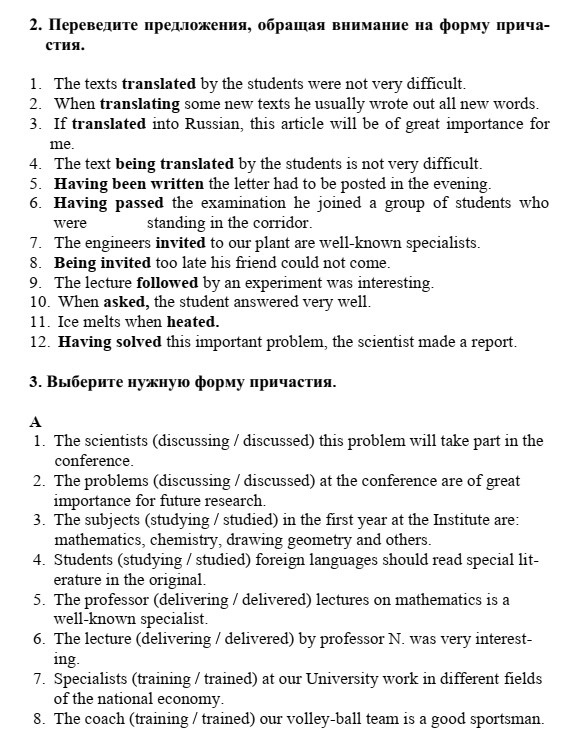 2. Переведите предложения, обращая внимание на форму прича-
стия.
1. The texts translated by the students were not very difficult.
2. When translating some new texts he usually wrote out all new words.
3. If translated into Russian, this article will be of great importance for
me.
4. The text being translated by the students is not very difficult.
5. Having been written the letter had to be posted in the evening.
6. Having passed the examination he joined a group of students who
were standing in the corridor.
7. The engineers invited to our plant are well-known specialists.
8. Being invited too late his friend could not come.
9. The lecture followed by an experiment was interesting.
10. When asked, the student answered very well.
11. Ice melts when heated.
12. Having solved this important problem, the scientist made a report.
3. Выберите нужную форму причастия.
A
1. The scientists (discussing / discussed) this problem will take part in the
conference.
2. The problems (discussing / discussed) at the conference are of great
importance for future research.
3. The subjects (studying / studied) in the first year at the Institute are:
mathematics, chemistry, drawing geometry and others.
4. Students (studying / studied) foreign languages should read special lit-
erature in the original.
5. The professor (delivering / delivered) lectures on mathematics is a
well-known specialist.
6. The lecture (delivering / delivered) by professor N. was very interest-
ing.
7. Specialists (training / trained) at our University work in different fields
of the national economy.
8. The coach (training / trained) our volley-ball team is a good sportsman.